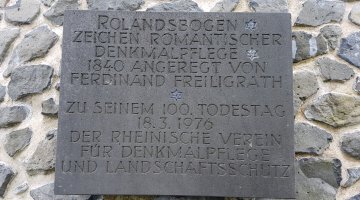 ROLANDSBOGEN
ZEICHEN ROMANTISCHER
DENKMALPFLEGE
1840 ANGEREGT VON
FERDINAND FREILIGRATH
ZU SEINEM 100. TODESTAG
18.3.1976
DER RHEINISCHE VEREIN
FÜR DENKMALPFLEGE
UND LANDSCHAFTSSCHUTZ